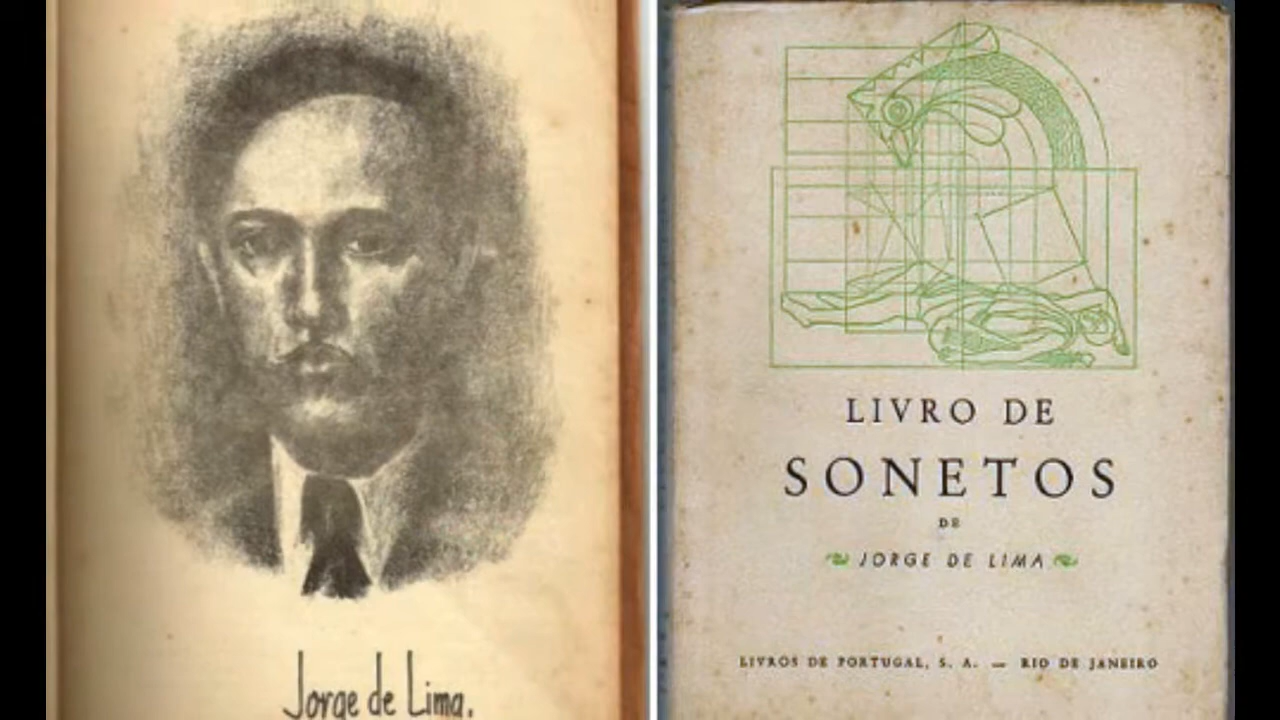 Jorge de Lima.
LIVRO DE
SONETOS
DE
JORGE DE LIMA
LIVROS DE PORTUGAL, S. A. — RIO DE JANEIRO